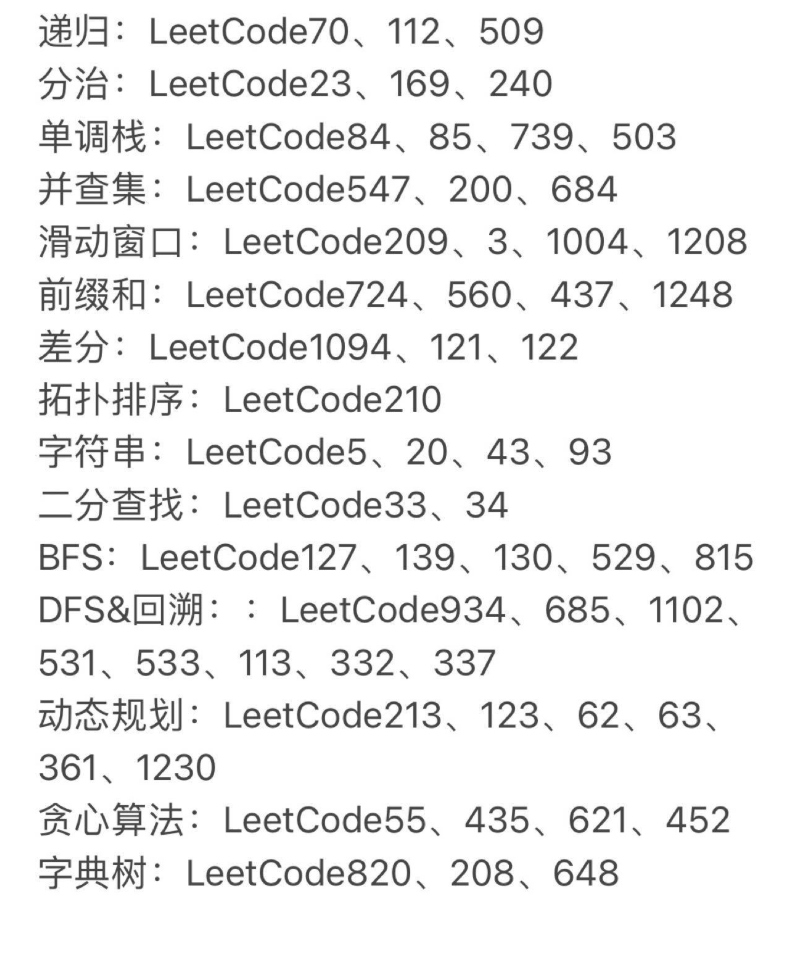 递归：LeetCode70、112、509
分治：LeetCode23、169、240
单调栈：LeetCode84、85、739、503
并查集：LeetCode547、200、684
滑动窗口：LeetCode209、3、1004、1208
前缀和：LeetCode724、560、437、1248
差分：LeetCode1094、121、122
拓扑排序：LeetCode210
字符串：LeetCode5、20、43、93
二分查找：LeetCode33、34
BFS：LeetCode127、139、130、529、815
DFS&回溯：：LeetCode934、685、1102、
531、533、113、332、337
动态规划：LeetCode213、123、62、63、
361、1230
贪心算法：LeetCode55、435、621、452
字典树：LeetCode820、208、648